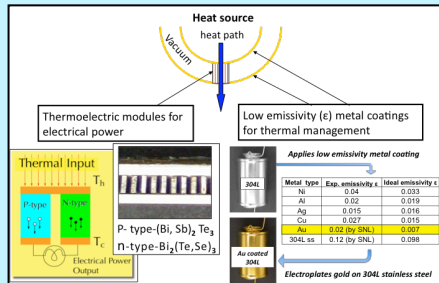 Heat source
heat path
Vacuum
Thermoelectric modules for
electrical power
Low emissivity (ε) metal coatings
for thermal management
Thermal Input
T_h
P-type
N-type
T_c
Electrical Power
Output
P- type-(Bi, Sb)₂ Te₃
n-type-Bi₂(Te,Se)₃
304L
Au coated
304L
Applies low emissivity metal coating
Metal type Exp. emissivity ε Ideal emissivity ε
Ni 0.04 0.033
Al 0.02 0.019
Ag 0.015 0.016
Cu 0.027 0.015
Au 0.02 (by SNL) 0.007
304L ss 0.12 (by SNL) 0.098
Electroplates gold on 304L stainless steel